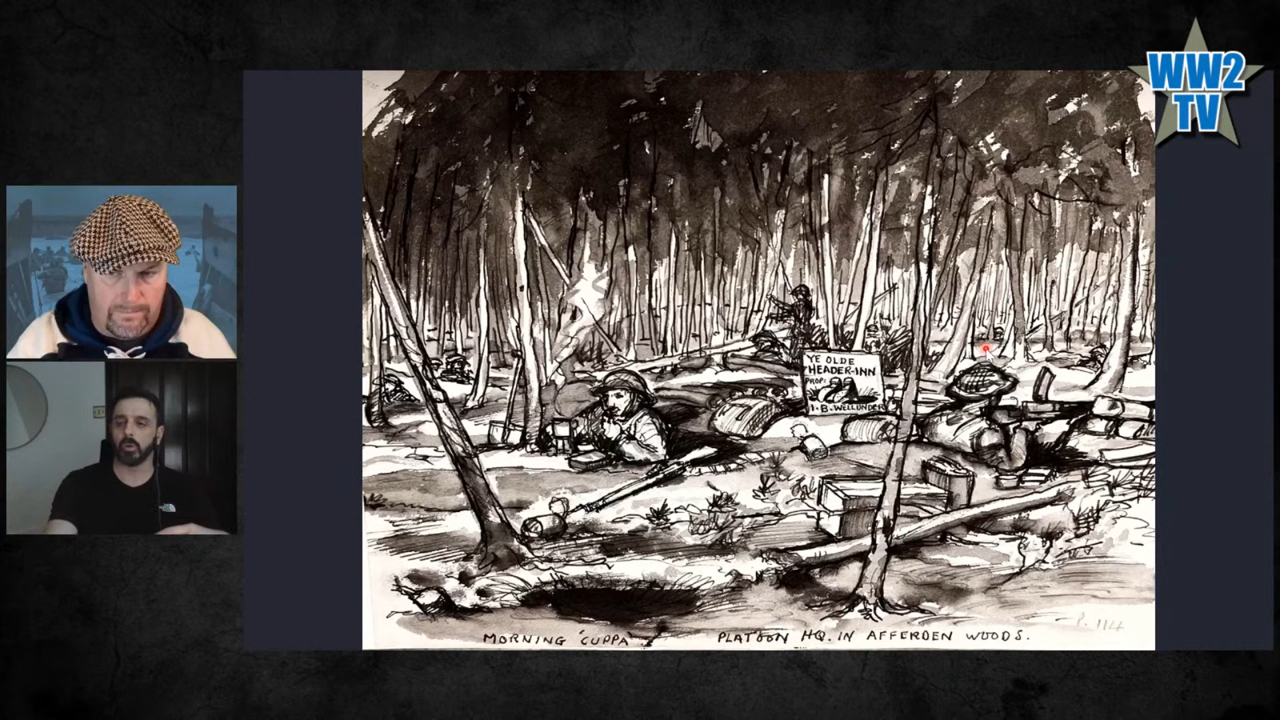 WW2
TV
YE OLDE
HEADER-INN
PROP:
I. B. WELLUNDER
MORNING 'CUPPA'
PLATOON HQ. IN AFFERDEN WOODS.
P. 114